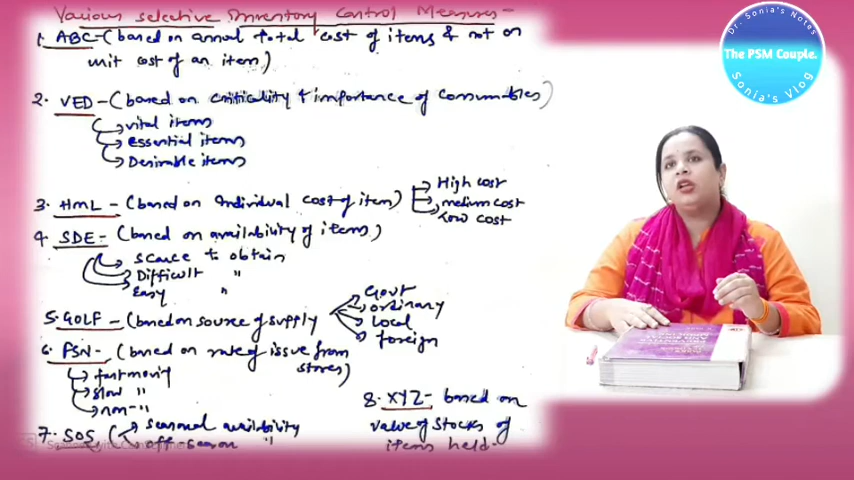 Various selective Inventory Control Measures-
1. ABC-(based on annual total cost of items & not on
unit cost of an item)
2. VED-(based on criticality & importance of consumables)
vital items
essential items
Desirable items
3. HML-(based on individual cost of item)
High cost
medium cost
Low cost
4. SDE-(based on availability of items)
scarce to obtain
Difficult "
Easy "
5. GOLF-(based on source of supply
Govt
ordinary
local
foreign
6. FSN-(based on rate of issue from
stores)
fast moving
slow "
non- "
7. SOS (seasonal availability
off-season "
8. XYZ- based on
value of stocks of
items held.
Dr. Sonia's Notes
The PSM Couple.
Sonia's Vlog